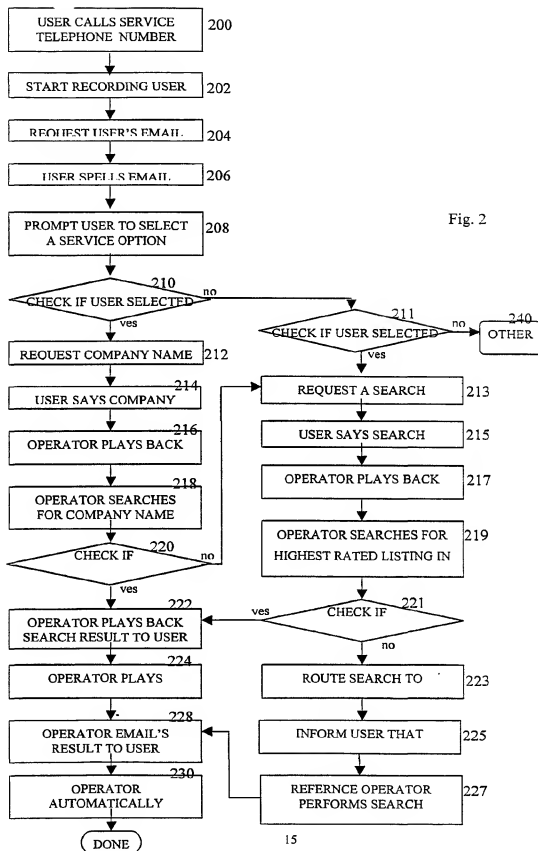 USER CALLS SERVICE
TELEPHONE NUMBER
200
START RECORDING USER
202
REQUEST USER'S EMAIL
204
USER SPELLS EMAIL
206
PROMPT USER TO SELECT
A SERVICE OPTION
208
Fig. 2
210
CHECK IF USER SELECTED
no
yes
211
CHECK IF USER SELECTED
no
yes
240
OTHER
REQUEST COMPANY NAME
212
214
USER SAYS COMPANY
216
OPERATOR PLAYS BACK
218
OPERATOR SEARCHES
FOR COMPANY NAME
220
CHECK IF
no
yes
REQUEST A SEARCH
213
USER SAYS SEARCH
215
OPERATOR PLAYS BACK
217
OPERATOR SEARCHES FOR
HIGHEST RATED LISTING IN
219
221
CHECK IF
yes
no
222
OPERATOR PLAYS BACK
SEARCH RESULT TO USER
224
OPERATOR PLAYS
228
OPERATOR EMAIL'S
RESULT TO USER
230
OPERATOR
AUTOMATICALLY
DONE
ROUTE SEARCH TO
223
INFORM USER THAT
225
REFERNCE OPERATOR
PERFORMS SEARCH
227
15